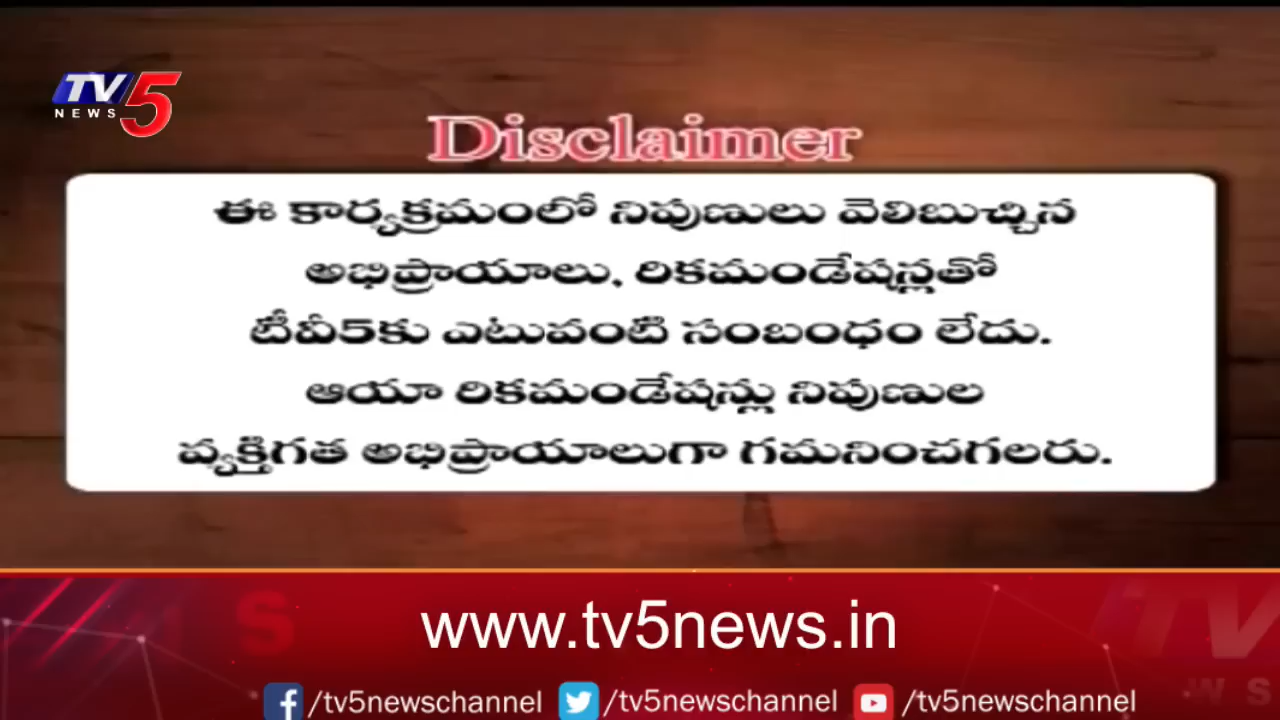 TV5
NEWS
Disclaimer
ఈ కార్యక్రమంలో నిపుణులు వెలిబుచ్చిన
అభిప్రాయాలు, రికమండేషన్లతో
టీవీ5కు ఎటువంటి సంబంధం లేదు.
ఆయా రికమండేషన్లు నిపుణుల
వ్యక్తిగత అభిప్రాయాలుగా గమనించగలరు.
www.tv5news.in
/tv5newschannel /tv5newschannel /tv5newschannel